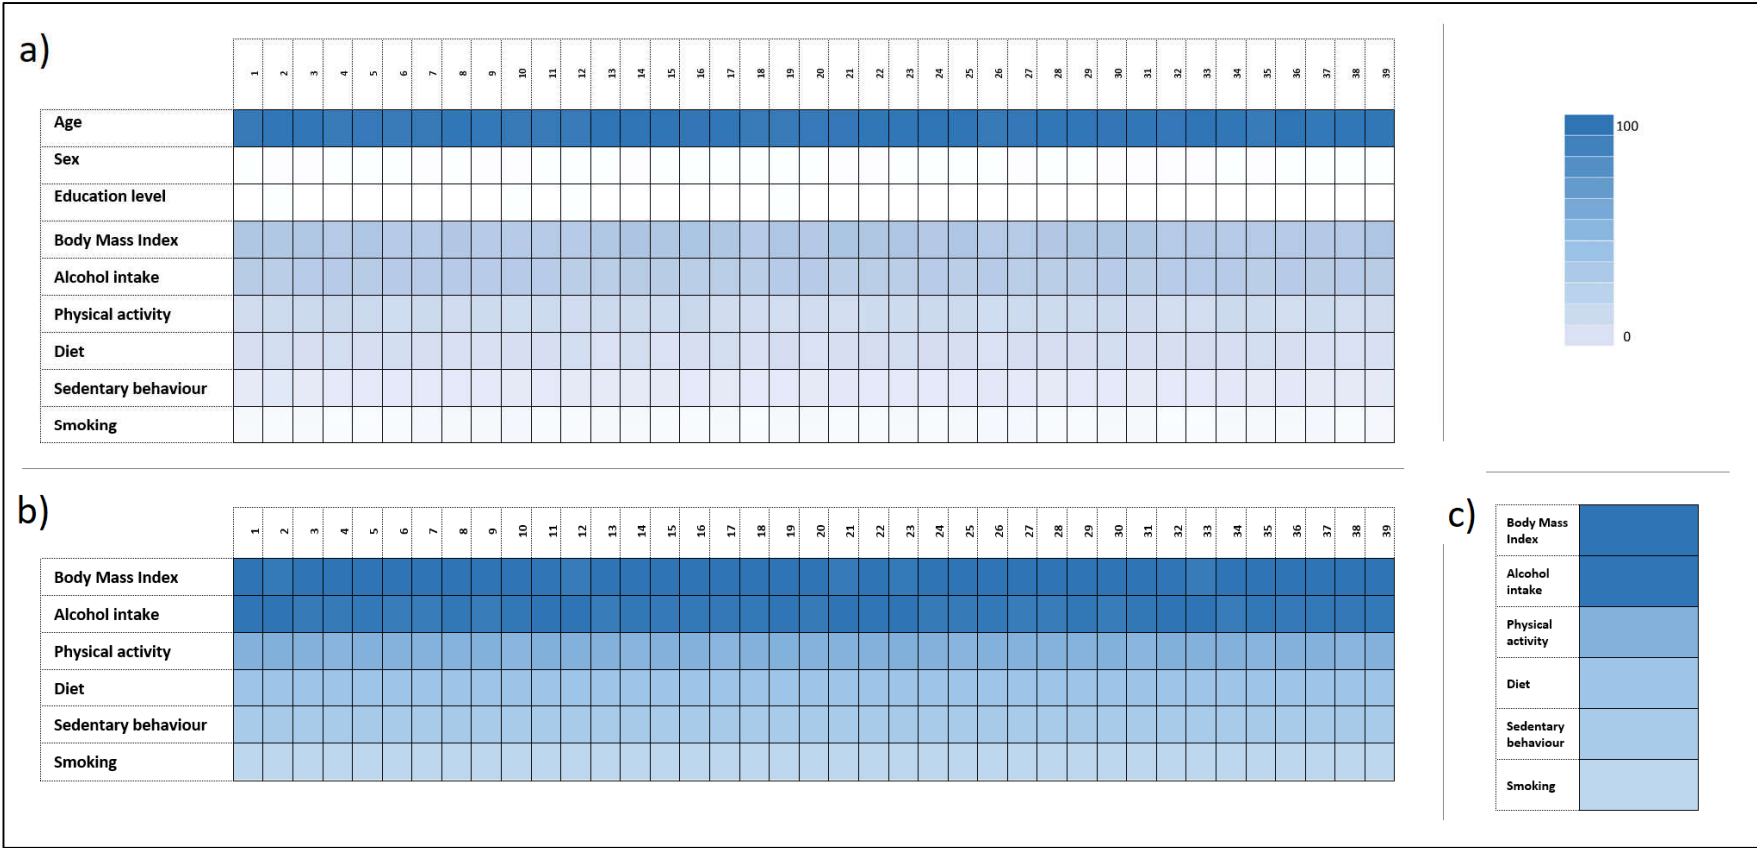 a)
1 2 3 4 5 6 7 8 9 10 11 12 13 14 15 16 17 18 19 20 21 22 23 24 25 26 27 28 29 30 31 32 33 34 35 36 37 38 39
Age
Sex
Education level
Body Mass Index
Alcohol intake
Physical activity
Diet
Sedentary behaviour
Smoking
100
0
b)
1 2 3 4 5 6 7 8 9 10 11 12 13 14 15 16 17 18 19 20 21 22 23 24 25 26 27 28 29 30 31 32 33 34 35 36 37 38 39
Body Mass Index
Alcohol intake
Physical activity
Diet
Sedentary behaviour
Smoking
c)
Body Mass
Index
Alcohol
intake
Physical
activity
Diet
Sedentary
behaviour
Smoking